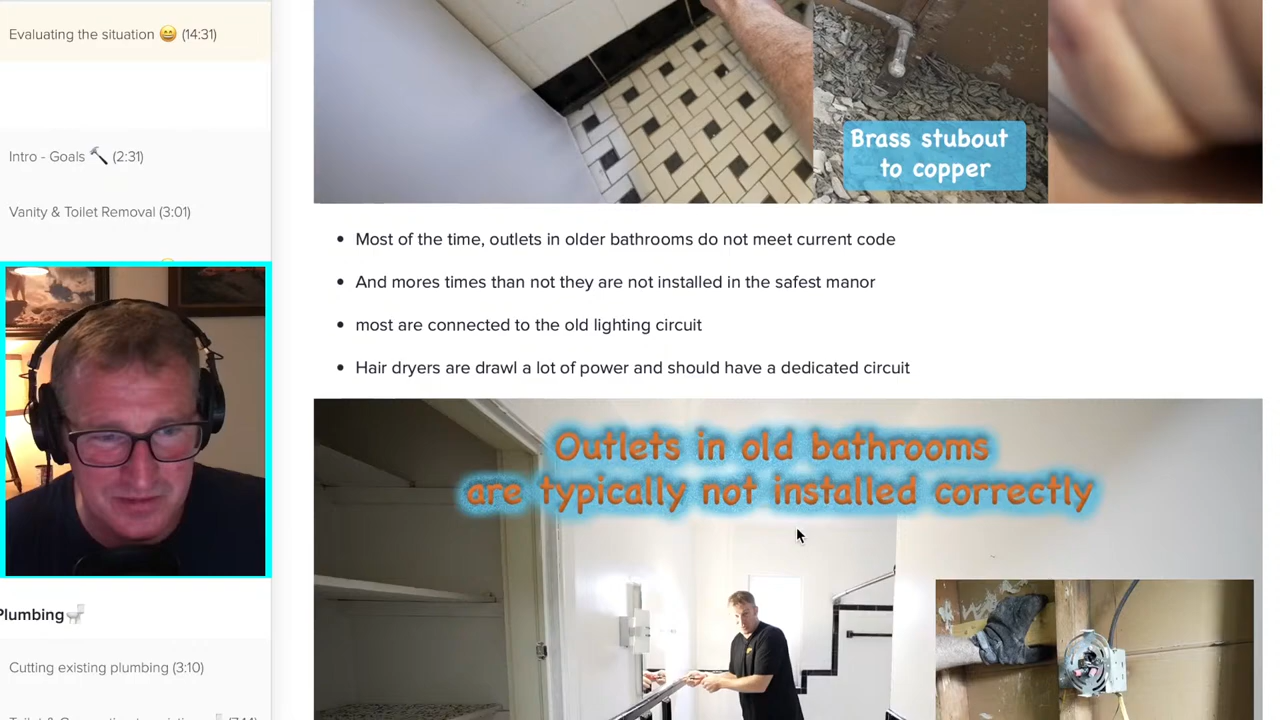 Evaluating the situation 😄 (14:31)
Intro - Goals 🔨 (2:31)
Vanity & Toilet Removal (3:01)
Plumbing🚽
Cutting existing plumbing (3:10)
Brass stubout
to copper
• Most of the time, outlets in older bathrooms do not meet current code
• And mores times than not they are not installed in the safest manor
• most are connected to the old lighting circuit
• Hair dryers are drawl a lot of power and should have a dedicated circuit
Outlets in old bathrooms
are typically not installed correctly